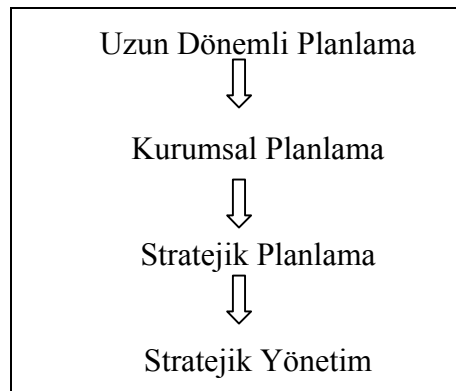 Uzun Dönemli Planlama
Kurumsal Planlama
Stratejik Planlama
Stratejik Yönetim